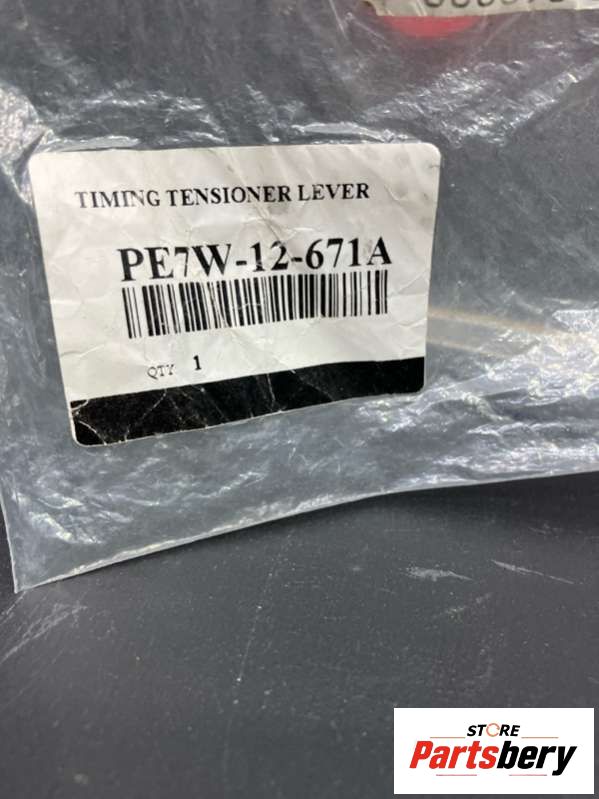 TIMING TENSIONER LEVER
PE7W-12-671A
QTY 1
STORE
Partsbery